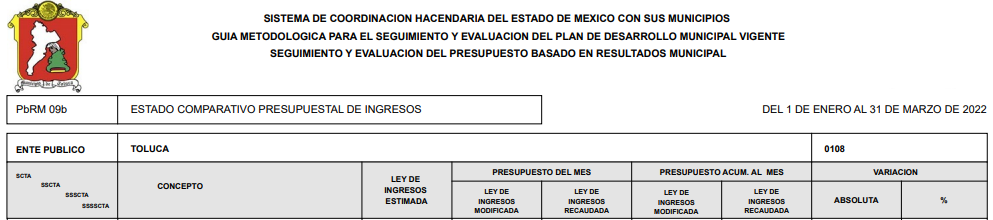 SISTEMA DE COORDINACION HACENDARIA DEL ESTADO DE MEXICO CON SUS MUNICIPIOS
GUIA METODOLOGICA PARA EL SEGUIMIENTO Y EVALUACION DEL PLAN DE DESARROLLO MUNICIPAL VIGENTE
SEGUIMIENTO Y EVALUACION DEL PRESUPUESTO BASADO EN RESULTADOS MUNICIPAL
PbRM 09b ESTADO COMPARATIVO PRESUPUESTAL DE INGRESOS DEL 1 DE ENERO AL 31 DE MARZO DE 2022
ENTE PUBLICO TOLUCA 0108
SCTA
SSCTA
SSSCTA
SSSSCTA
CONCEPTO
LEY DE
INGRESOS
ESTIMADA
PRESUPUESTO DEL MES
LEY DE
INGRESOS
MODIFICADA
LEY DE
INGRESOS
RECAUDADA
PRESUPUESTO ACUM. AL MES
LEY DE
INGRESOS
MODIFICADA
LEY DE
INGRESOS
RECAUDADA
VARIACION
ABSOLUTA %